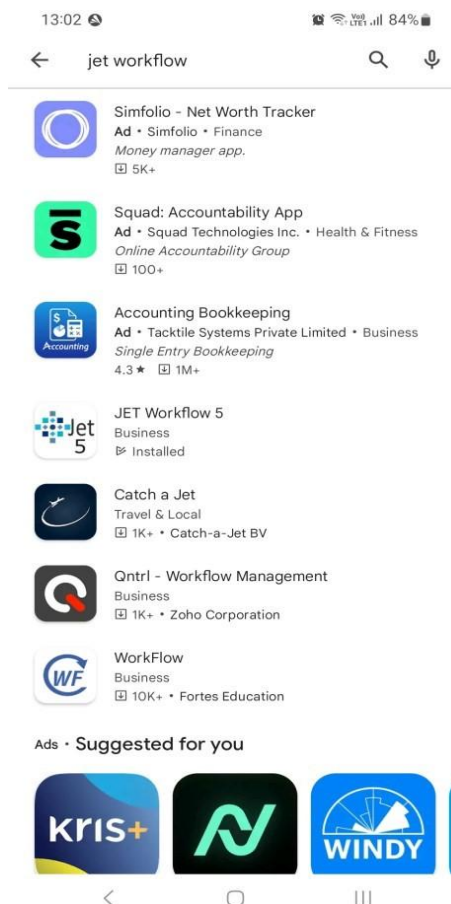 13:02 84%
jet workflow
Simfolio - Net Worth Tracker
Ad • Simfolio • Finance
Money manager app.
5K+
S
Squad: Accountability App
Ad • Squad Technologies Inc. • Health & Fitness
Online Accountability Group
100+
Accounting
Accounting Bookkeeping
Ad • Tacktile Systems Private Limited • Business
Single Entry Bookkeeping
4.3★ 1M+
Jet
5
JET Workflow 5
Business
Installed
Catch a Jet
Travel & Local
1K+ • Catch-a-Jet BV
Qntrl - Workflow Management
Business
1K+ • Zoho Corporation
WF
WorkFlow
Business
10K+ • Fortes Education
Ads · Suggested for you
kris+
WINDY